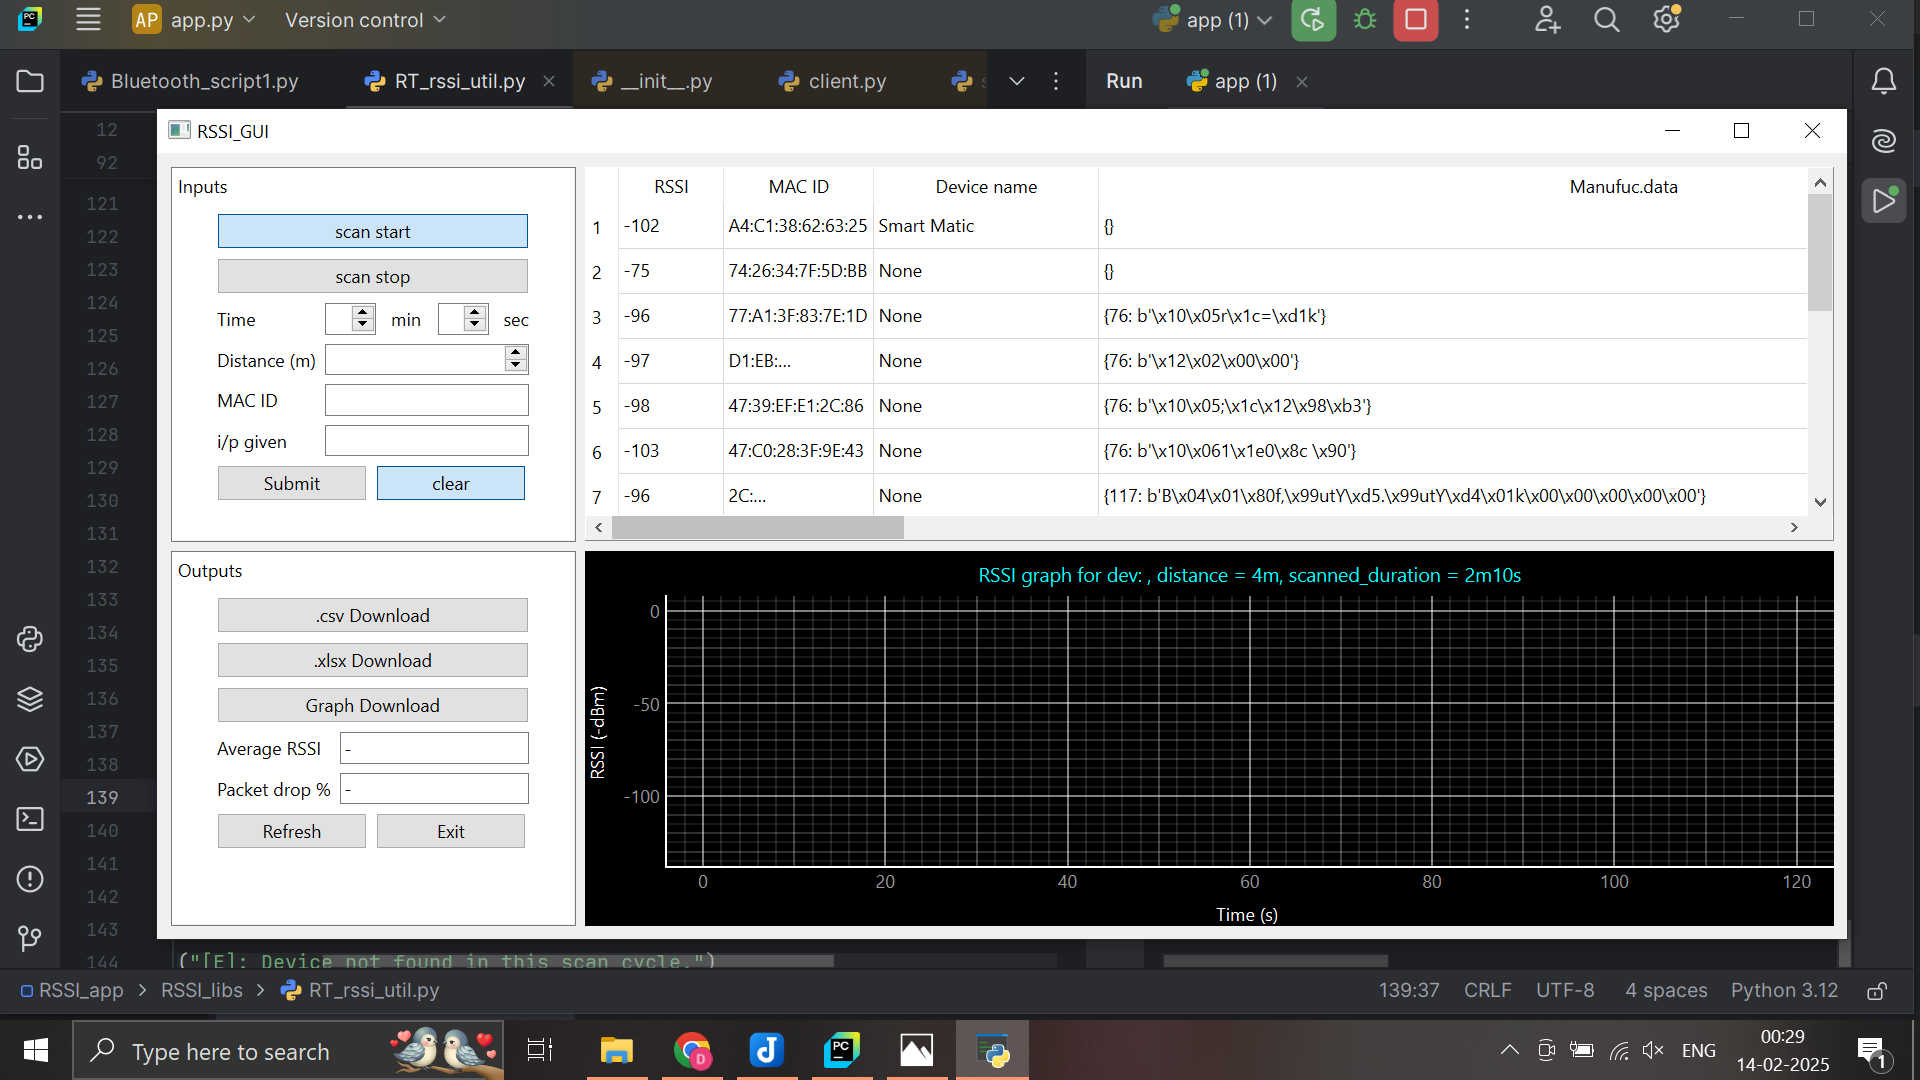 PC
AP app.py Version control app (1)
Bluetooth_script1.py RT_rssi_util.py __init__.py client.py Run app (1)
12
92
121
122
123
124
125
126
127
128
129
130
131
132
133
134
135
136
137
138
139
140
141
142
143
144
RSSI_GUI
Inputs
scan start
scan stop
Time min sec
Distance (m)
MAC ID
i/p given
Submit clear
RSSI MAC ID Device name Manufuc.data
1 -102 A4:C1:38:62:63:25 Smart Matic {}
2 -75 74:26:34:7F:5D:BB None {}
3 -96 77:A1:3F:83:7E:1D None {76: b'\x10\x05r\x1c=\xd1k'}
4 -97 D1:EB:... None {76: b'\x12\x02\x00\x00'}
5 -98 47:39:EF:E1:2C:86 None {76: b'\x10\x05;\x1c\x12\x98\xb3'}
6 -103 47:C0:28:3F:9E:43 None {76: b'\x10\x061\x1e0\x8c \x90'}
7 -96 2C:... None {117: b'B\x04\x01\x80f,\x99utY\xd5.\x99utY\xd4\x01k\x00\x00\x00\x00\x00'}
Outputs
.csv Download
.xlsx Download
Graph Download
Average RSSI -
Packet drop % -
Refresh Exit
RSSI graph for dev: , distance = 4m, scanned_duration = 2m10s
RSSI (-dBm)
0
-50
-100
0 20 40 60 80 100 120
Time (s)
("[E]: Device not found in this scan cycle.")
RSSI_app > RSSI_libs > RT_rssi_util.py 139:37 CRLF UTF-8 4 spaces Python 3.12
Type here to search
D
J
PC
ENG
00:29
14-02-2025
1